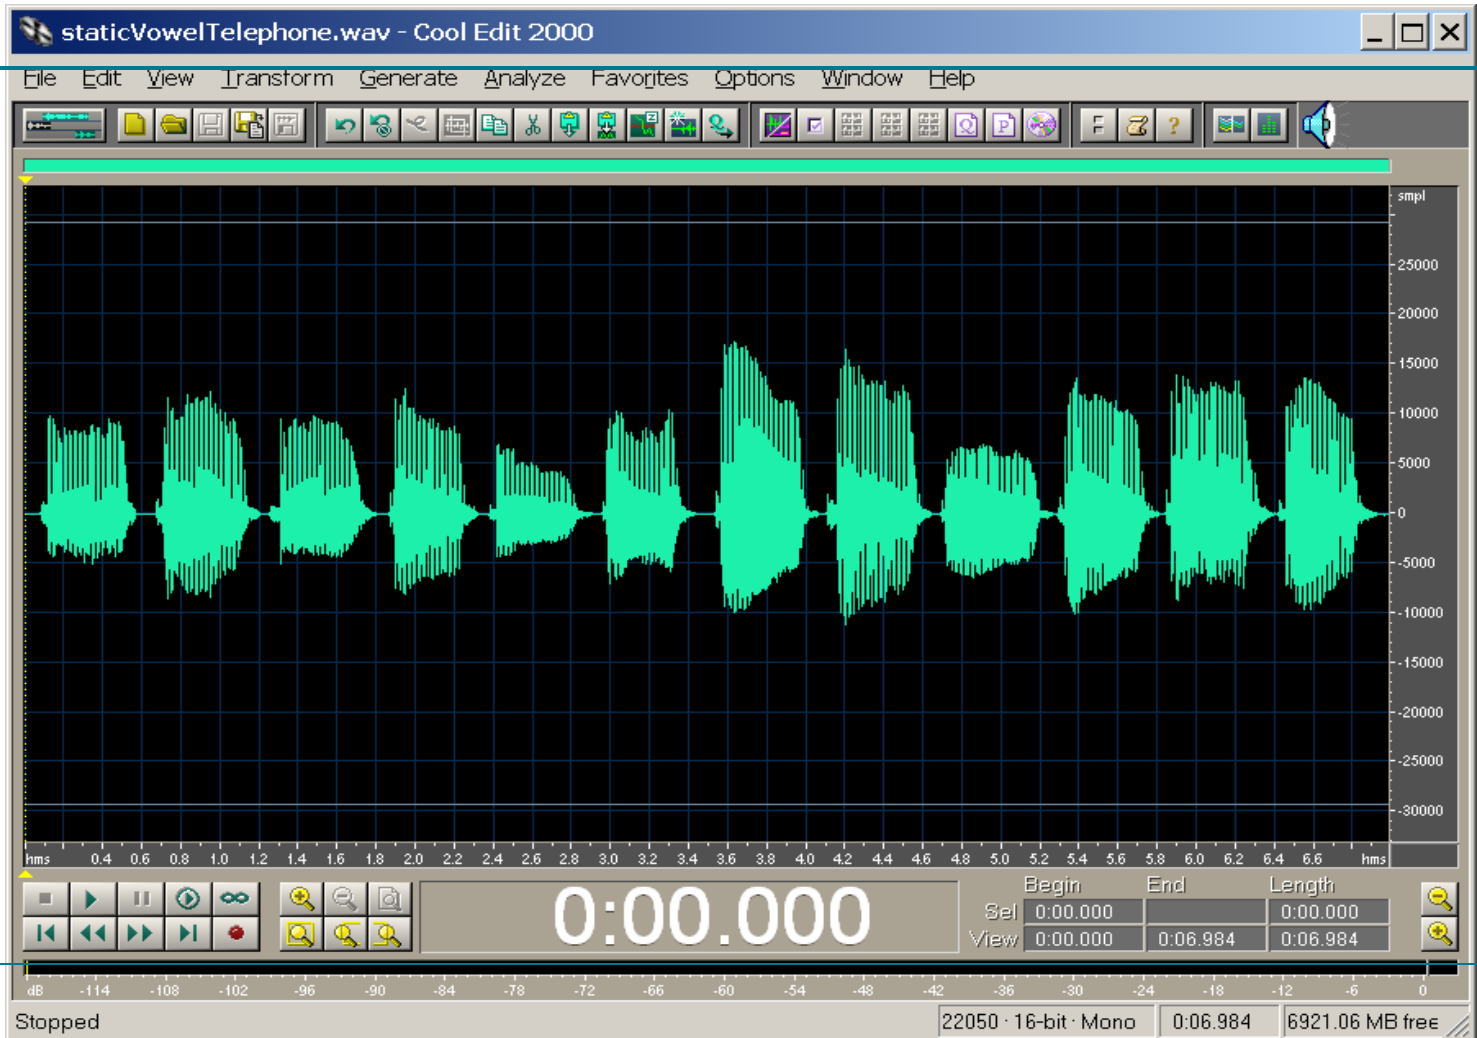 staticVowelTelephone.wav - Cool Edit 2000
File Edit View Transform Generate Analyze Favorites Options Window Help
smpl
25000
20000
15000
10000
5000
0
-5000
-10000
-15000
-20000
-25000
-30000
hms 0.4 0.6 0.8 1.0 1.2 1.4 1.6 1.8 2.0 2.2 2.4 2.6 2.8 3.0 3.2 3.4 3.6 3.8 4.0 4.2 4.4 4.6 4.8 5.0 5.2 5.4 5.6 5.8 6.0 6.2 6.4 6.6 hms
0:00.000
Begin End Length
Sel 0:00.000 0:00.000
View 0:00.000 0:06.984 0:06.984
dB -114 -108 -102 -96 -90 -84 -78 -72 -66 -60 -54 -48 -42 -36 -30 -24 -18 -12 -6 0
Stopped 22050 · 16-bit · Mono 0:06.984 6921.06 MB free